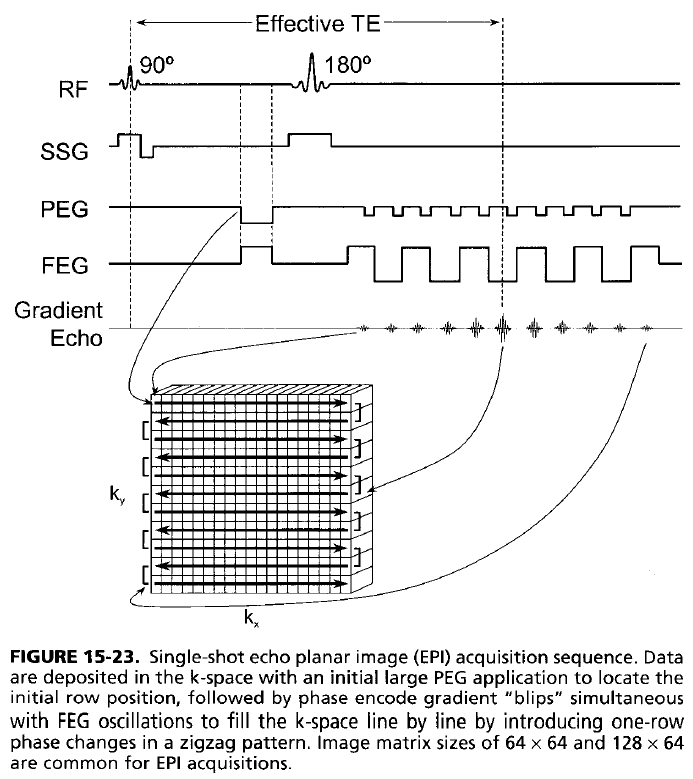 Effective TE
90º
180º
RF
SSG
PEG
FEG
Gradient
Echo
ky
kx
FIGURE 15-23. Single-shot echo planar image (EPI) acquisition sequence. Data
are deposited in the k-space with an initial large PEG application to locate the
initial row position, followed by phase encode gradient "blips" simultaneous
with FEG oscillations to fill the k-space line by line by introducing one-row
phase changes in a zigzag pattern. Image matrix sizes of 64 × 64 and 128 × 64
are common for EPI acquisitions.